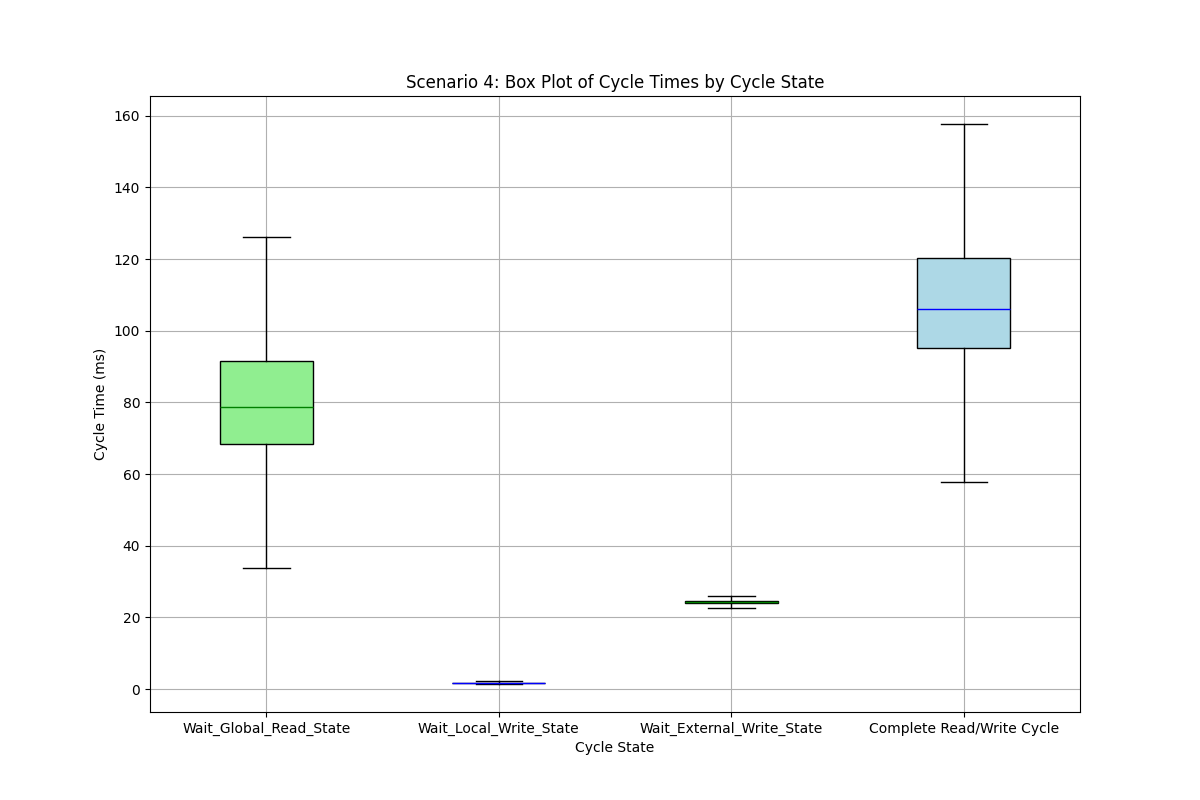 Scenario 4: Box Plot of Cycle Times by Cycle State
160
140
120
100
80
60
40
20
0
Cycle Time (ms)
Wait_Global_Read_State
Wait_Local_Write_State
Wait_External_Write_State
Complete Read/Write Cycle
Cycle State